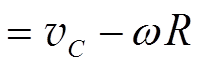 = v_C − ωR